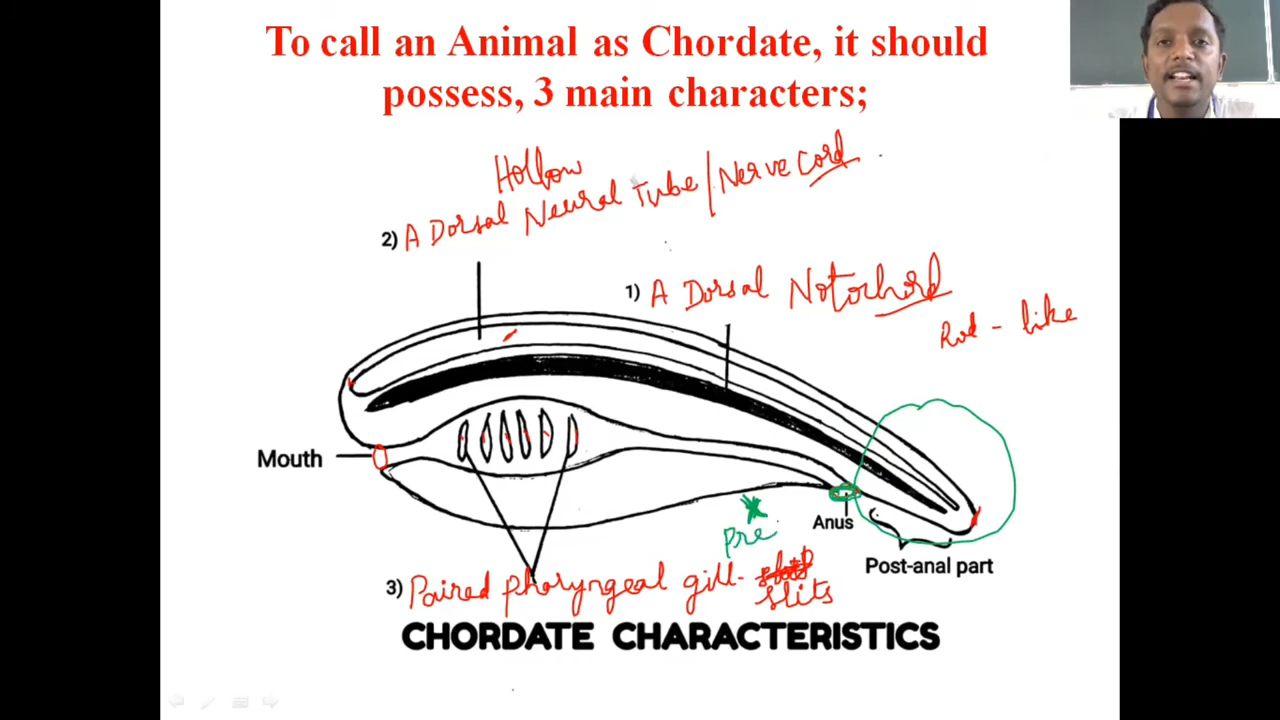 To call an Animal as Chordate, it should
possess, 3 main characters;
Hollow
2) A Dorsal Neural Tube / Nerve Cord
1) A Dorsal Notochord
Rod - like
Mouth
Pre
Anus
Post-anal part
3) Paired pharyngeal gill-
slits
CHORDATE CHARACTERISTICS